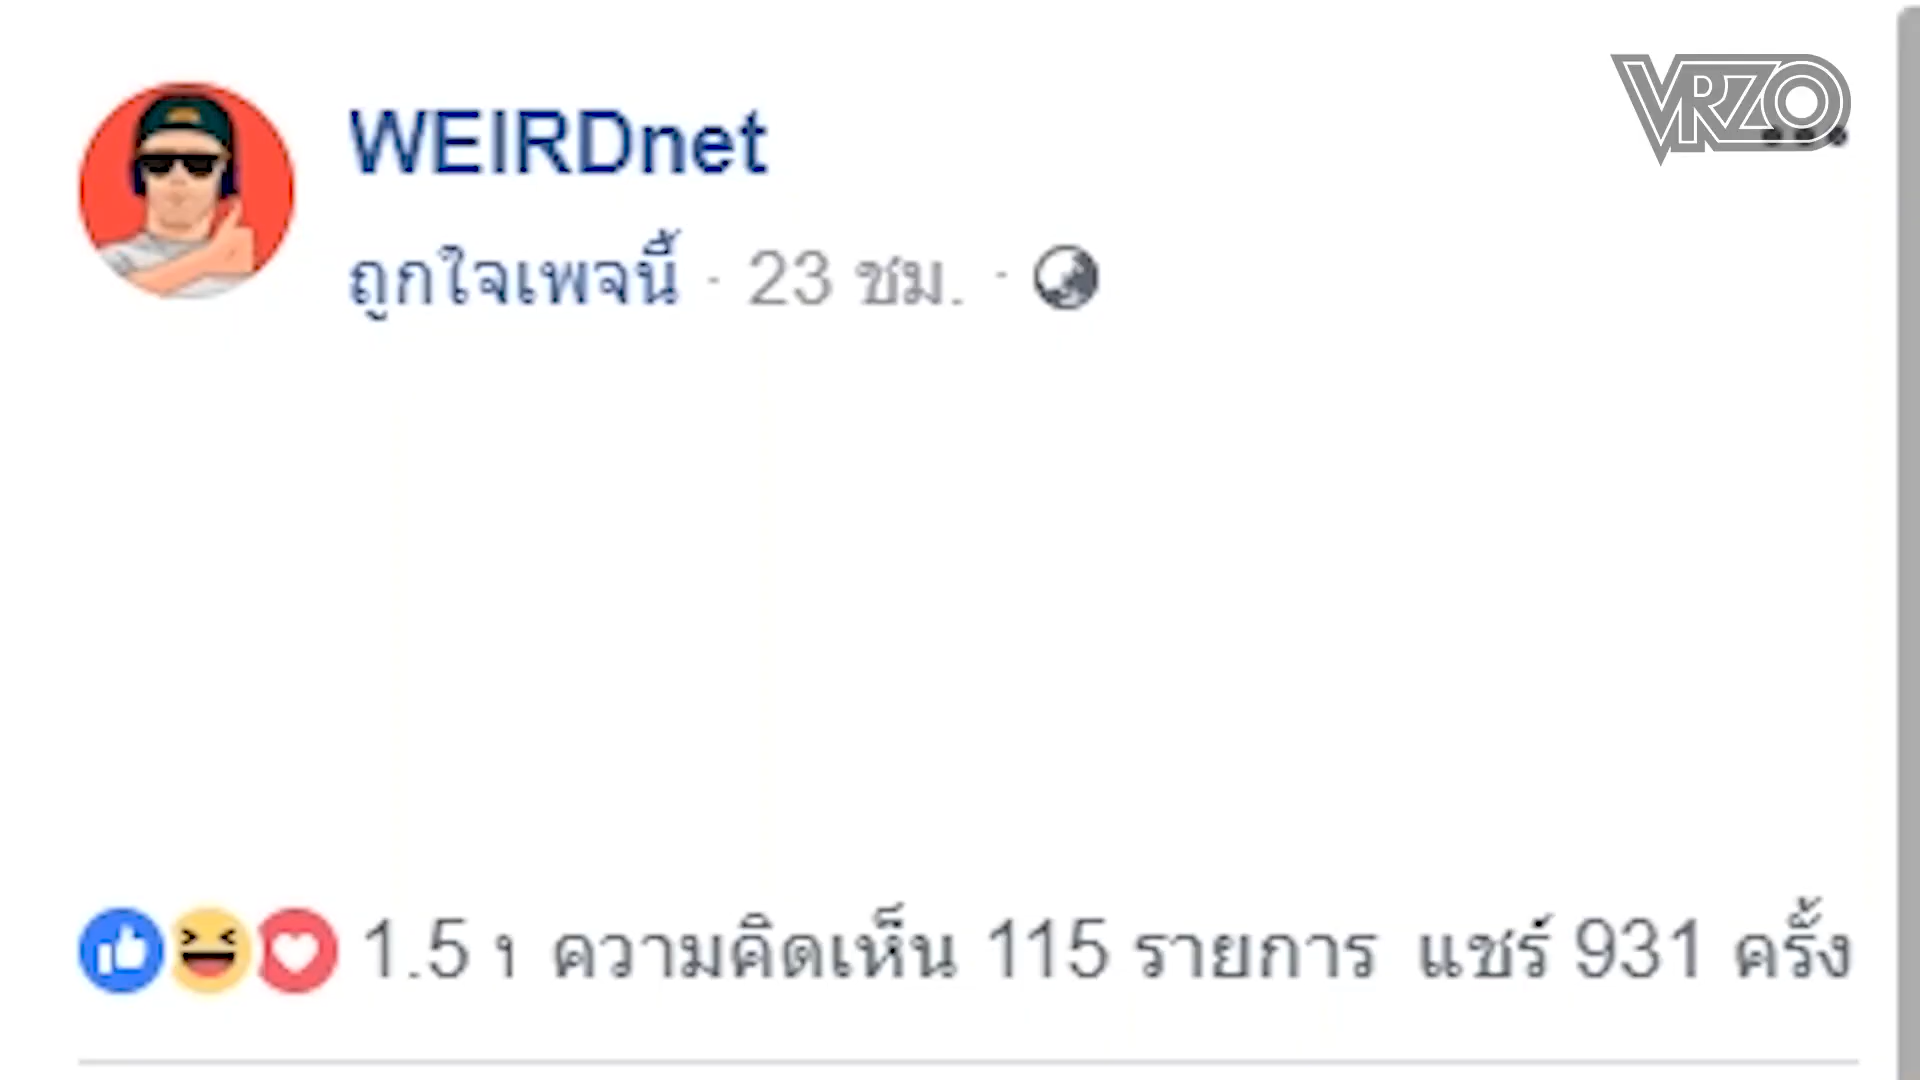 VRZO
WEIRDnet
ถูกใจเพจนี้ · 23 ชม. ·
1.5 ความคิดเห็น 115 รายการ แชร์ 931 ครั้ง